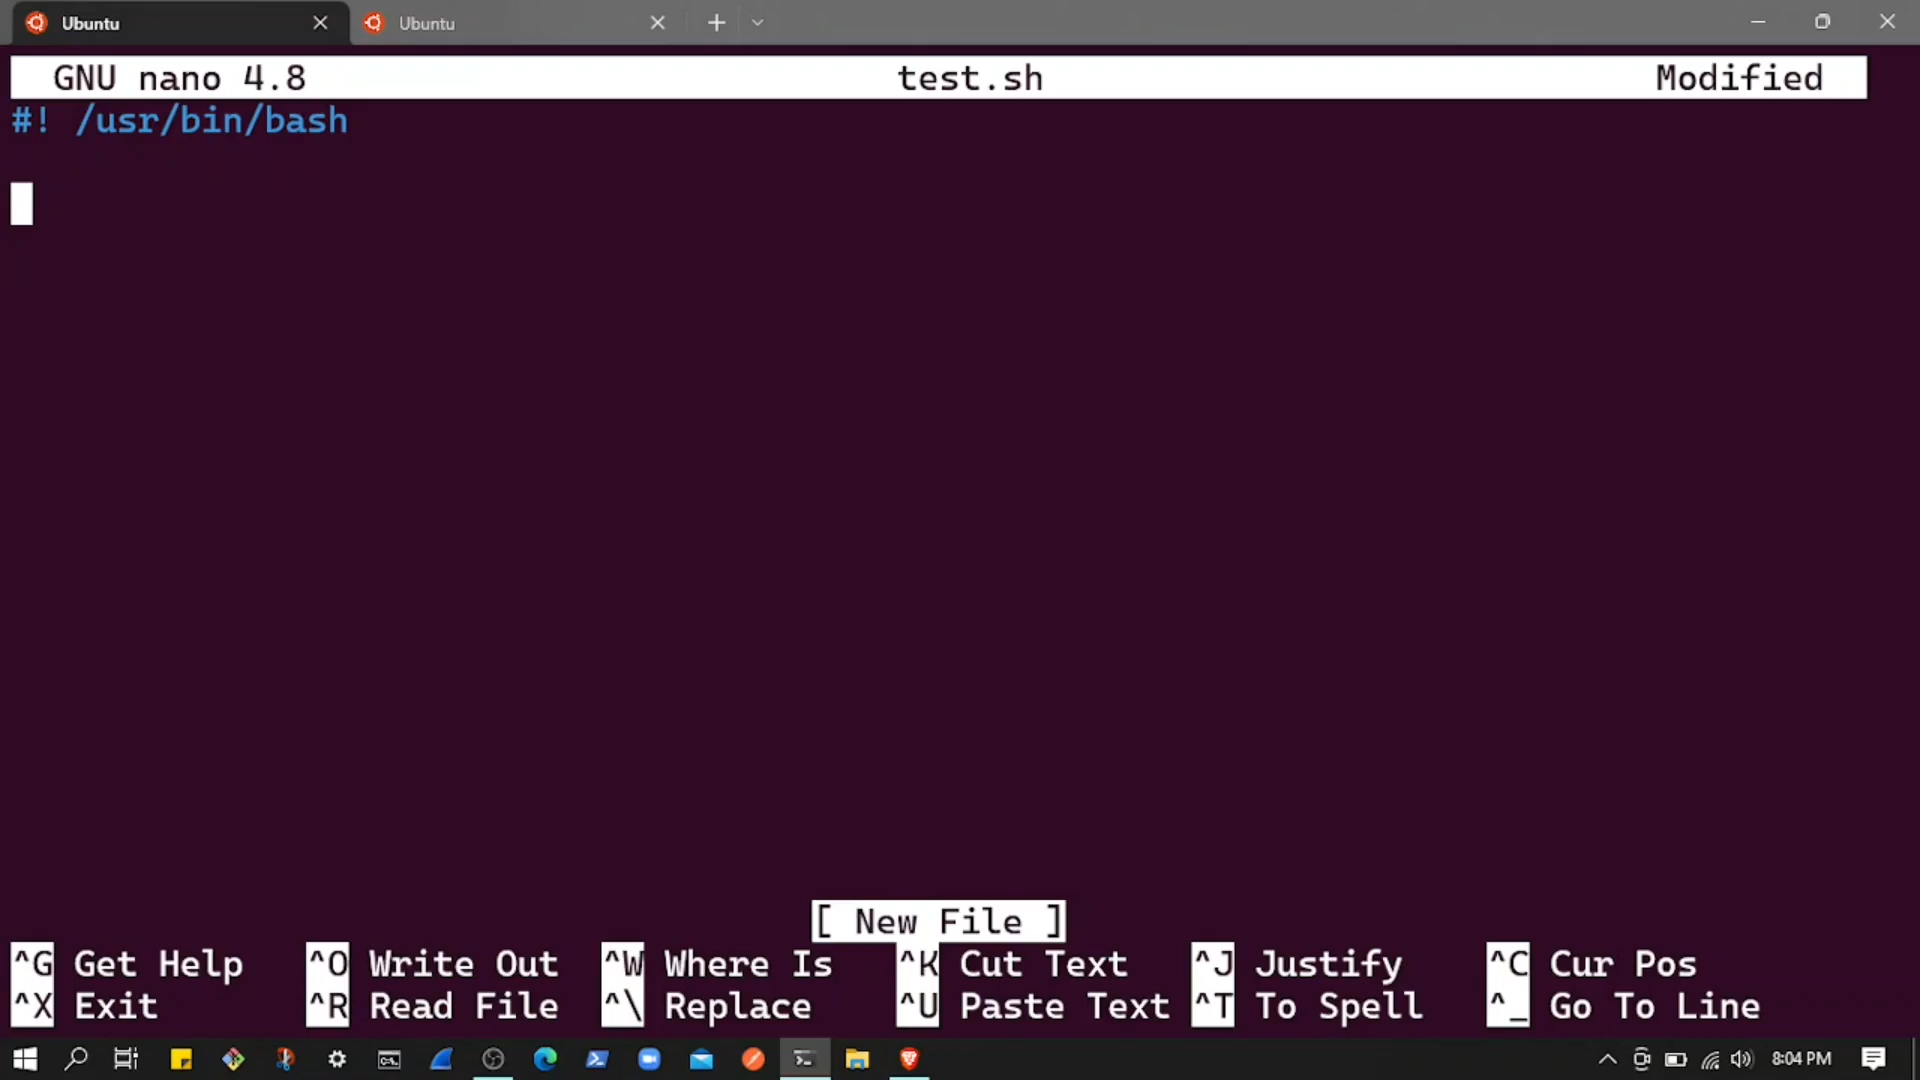 Ubuntu
Ubuntu
GNU nano 4.8 test.sh Modified
#! /usr/bin/bash
[ New File ]
^G Get Help ^O Write Out ^W Where Is ^K Cut Text ^J Justify ^C Cur Pos
^X Exit ^R Read File ^\ Replace ^U Paste Text ^T To Spell ^_ Go To Line
8:04 PM